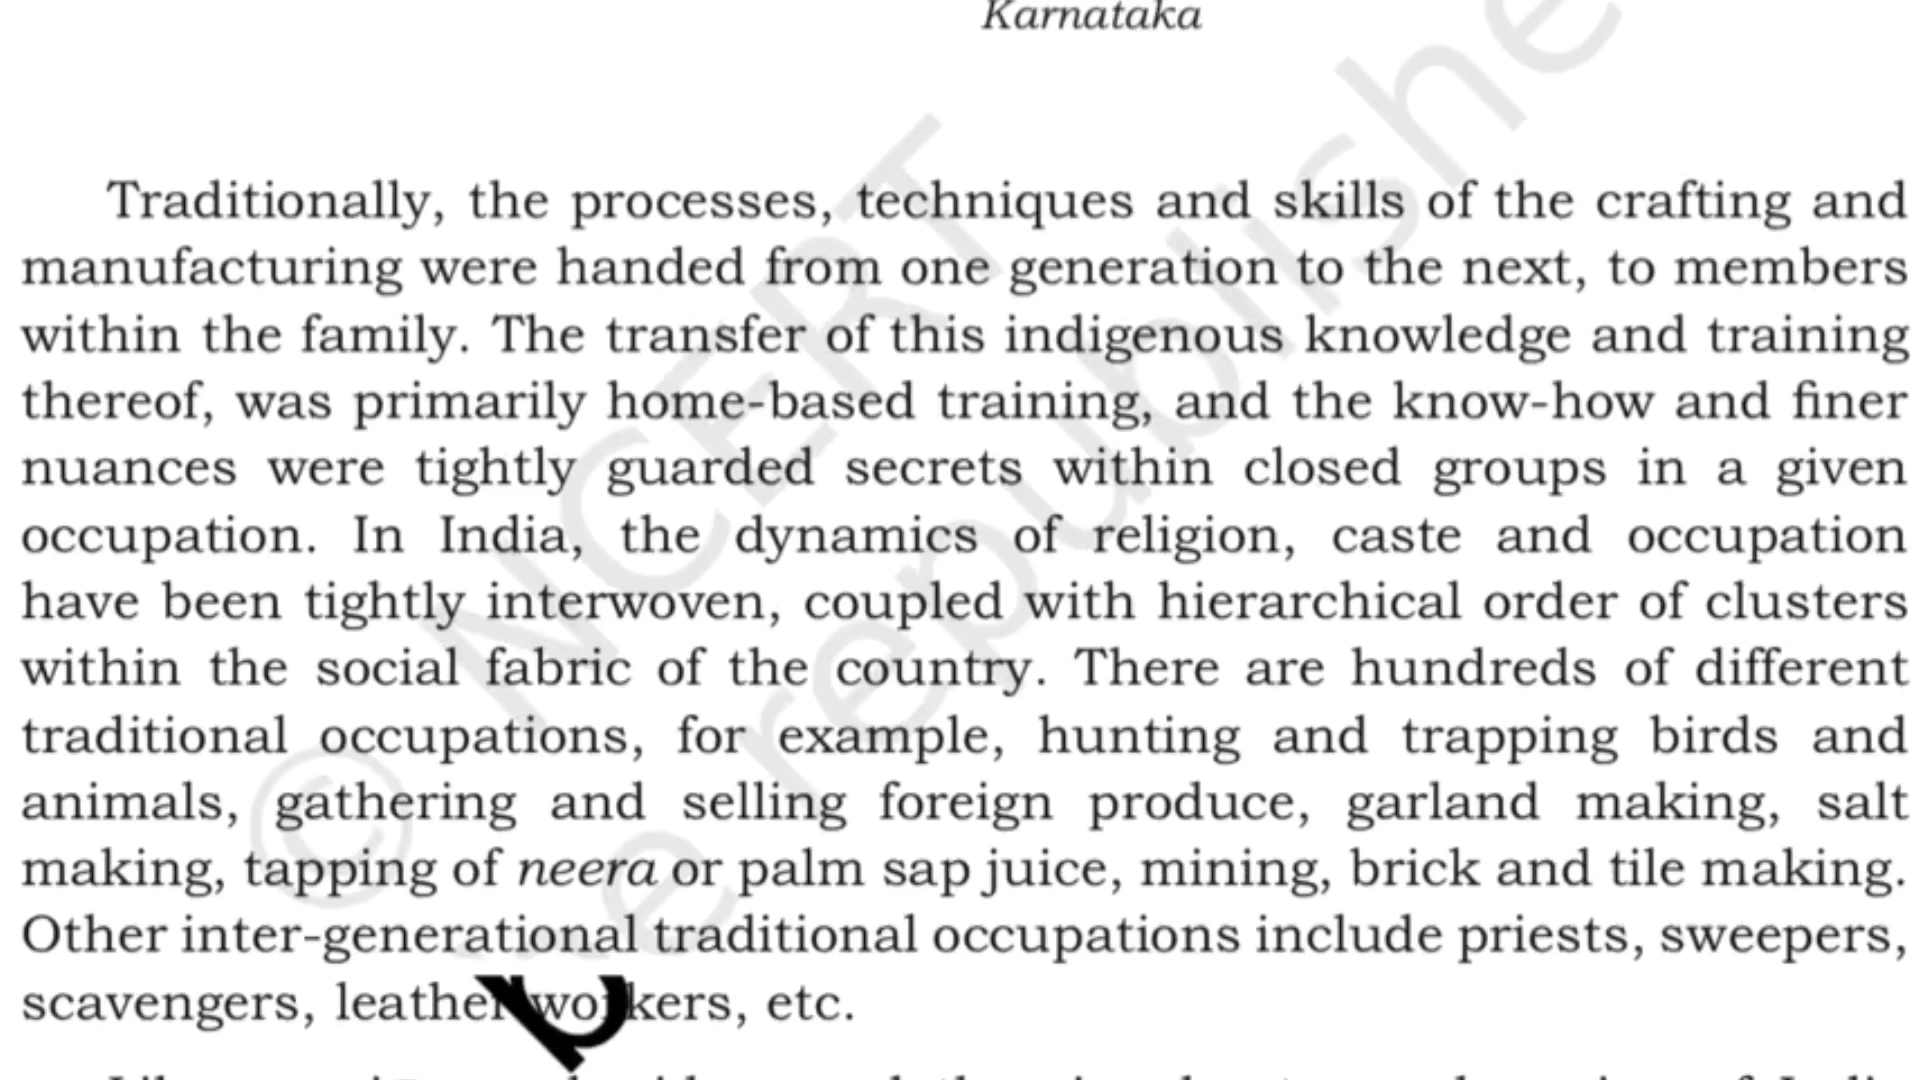 Karnataka
Traditionally, the processes, techniques and skills of the crafting and
manufacturing were handed from one generation to the next, to members
within the family. The transfer of this indigenous knowledge and training
thereof, was primarily home-based training, and the know-how and finer
nuances were tightly guarded secrets within closed groups in a given
occupation. In India, the dynamics of religion, caste and occupation
have been tightly interwoven, coupled with hierarchical order of clusters
within the social fabric of the country. There are hundreds of different
traditional occupations, for example, hunting and trapping birds and
animals, gathering and selling foreign produce, garland making, salt
making, tapping of neera or palm sap juice, mining, brick and tile making.
Other inter-generational traditional occupations include priests, sweepers,
scavengers, leather workers, etc.
© NCERT